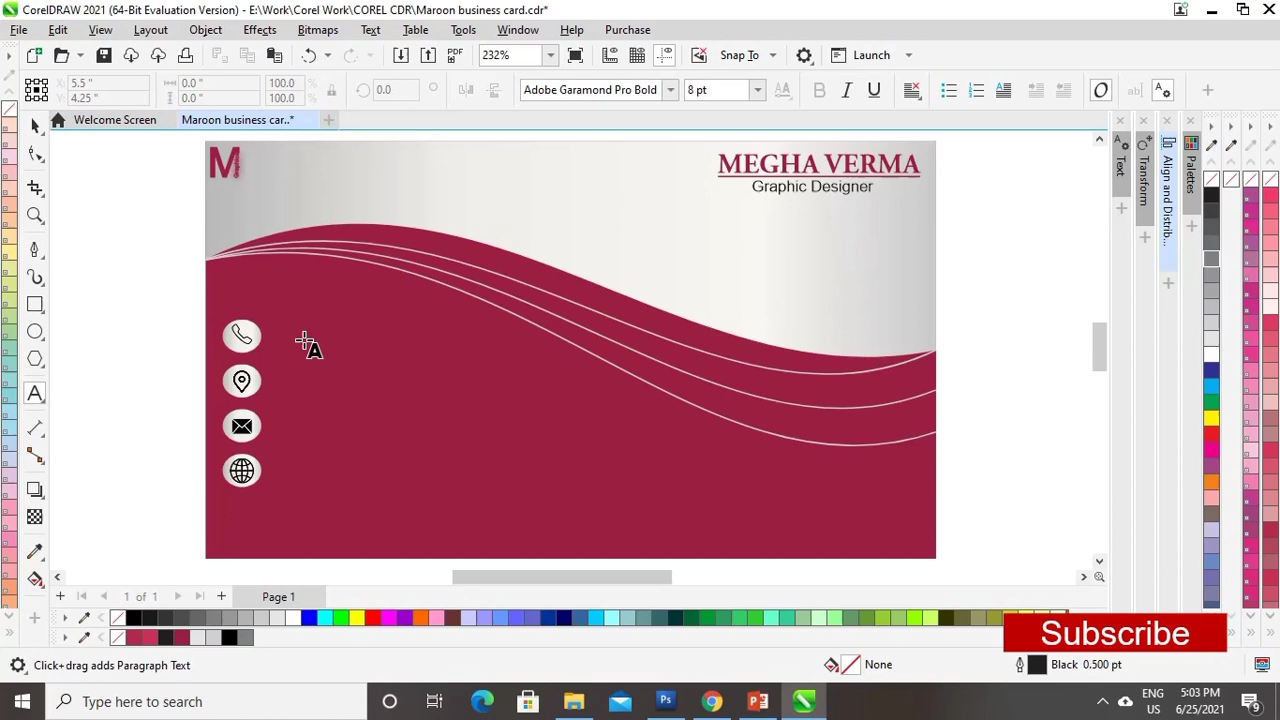 CorelDRAW 2021 (64-Bit Evaluation Version) - E:\Work\Corel Work\COREL CDR\Maroon business card.cdr*
File Edit View Layout Object Effects Bitmaps Text Table Tools Window Help Purchase
PDF 232% Snap To Launch
X: 5.5 " 0.0 " 100.0 % 0.0 Adobe Garamond Pro Bold 8 pt
Y: 4.25 " 0.0 " 100.0 %
Welcome Screen Maroon business car..*
M
MEGHA VERMA
Graphic Designer
Text
Transform
Align and Distrib...
Palettes
1 of 1 Page 1
Subscribe
Click+drag adds Paragraph Text None Black 0.500 pt
Type here to search Ps ENG 5:03 PM
US 6/25/2021 9